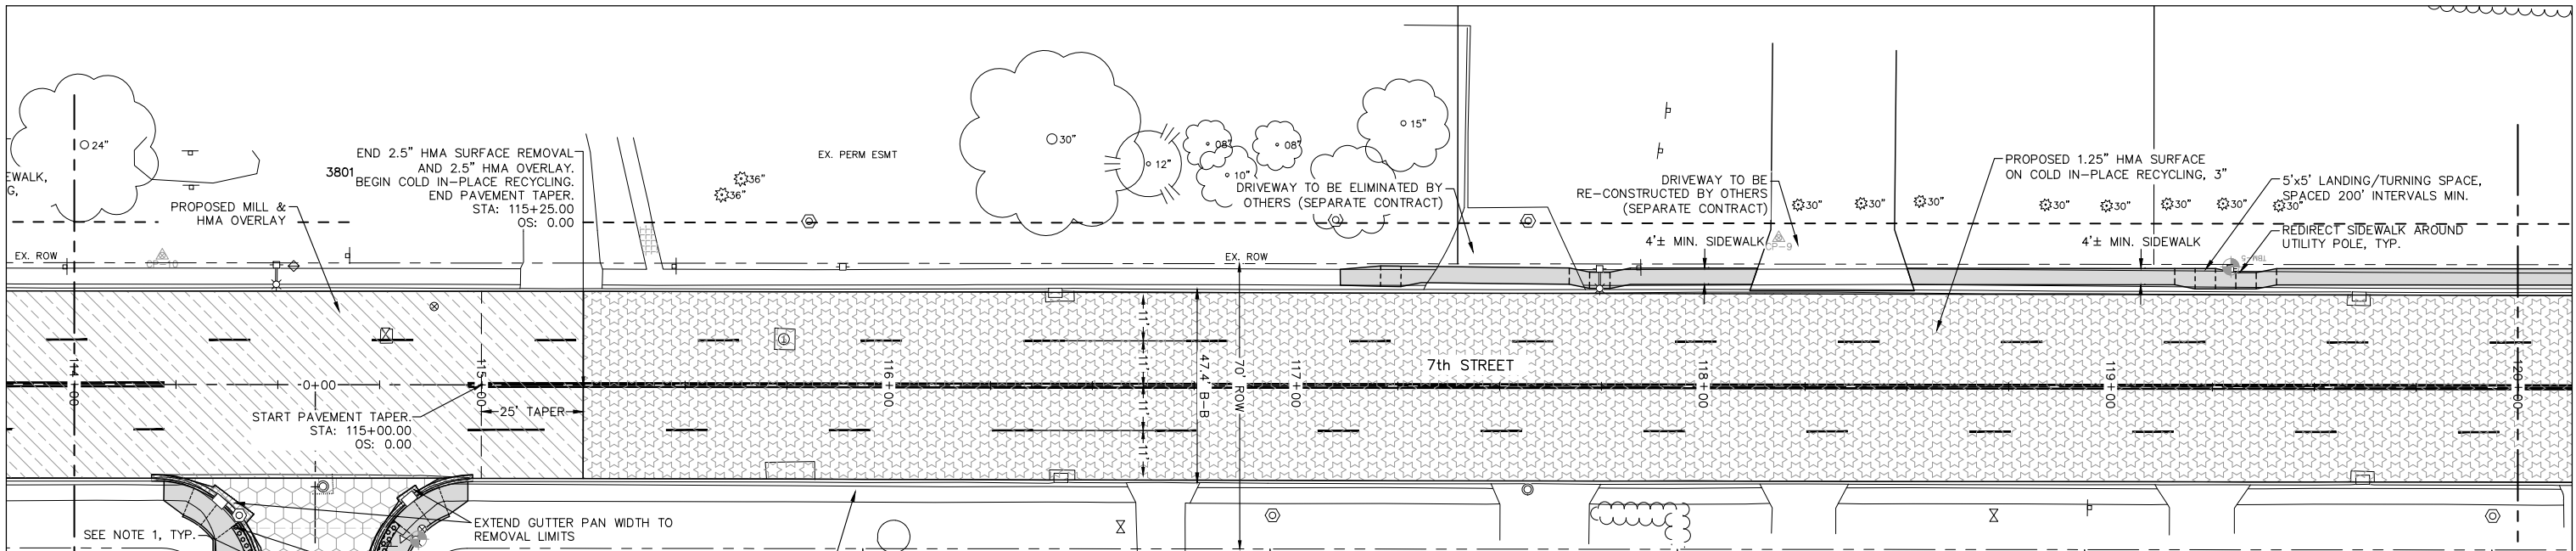 24"
EWALK,
G,
3801
END 2.5" HMA SURFACE REMOVAL
AND 2.5" HMA OVERLAY.
BEGIN COLD IN-PLACE RECYCLING.
END PAVEMENT TAPER.
STA: 115+25.00
OS: 0.00
PROPOSED MILL &
HMA OVERLAY
36"
36"
EX. PERM ESMT
30"
12"
08"
08"
10"
15"
DRIVEWAY TO BE ELIMINATED BY
OTHERS (SEPARATE CONTRACT)
DRIVEWAY TO BE
RE-CONSTRUCTED BY OTHERS
(SEPARATE CONTRACT)
30"
30"
30"
PROPOSED 1.25" HMA SURFACE
ON COLD IN-PLACE RECYCLING, 3"
30"
30"
30"
30"
30"
5'x5' LANDING/TURNING SPACE,
SPACED 200' INTERVALS MIN.
REDIRECT SIDEWALK AROUND
UTILITY POLE, TYP.
4'± MIN. SIDEWALK
CP-9
4'± MIN. SIDEWALK
TBM-5
EX. ROW
CP-10
EX. ROW
114+00
0+00
115+00
116+00
11'
11'
11'
11'
47.4' B-B
70' ROW
117+00
7th STREET
118+00
119+00
120+00
START PAVEMENT TAPER.
STA: 115+00.00
OS: 0.00
25' TAPER
SEE NOTE 1, TYP.
EXTEND GUTTER PAN WIDTH TO
REMOVAL LIMITS